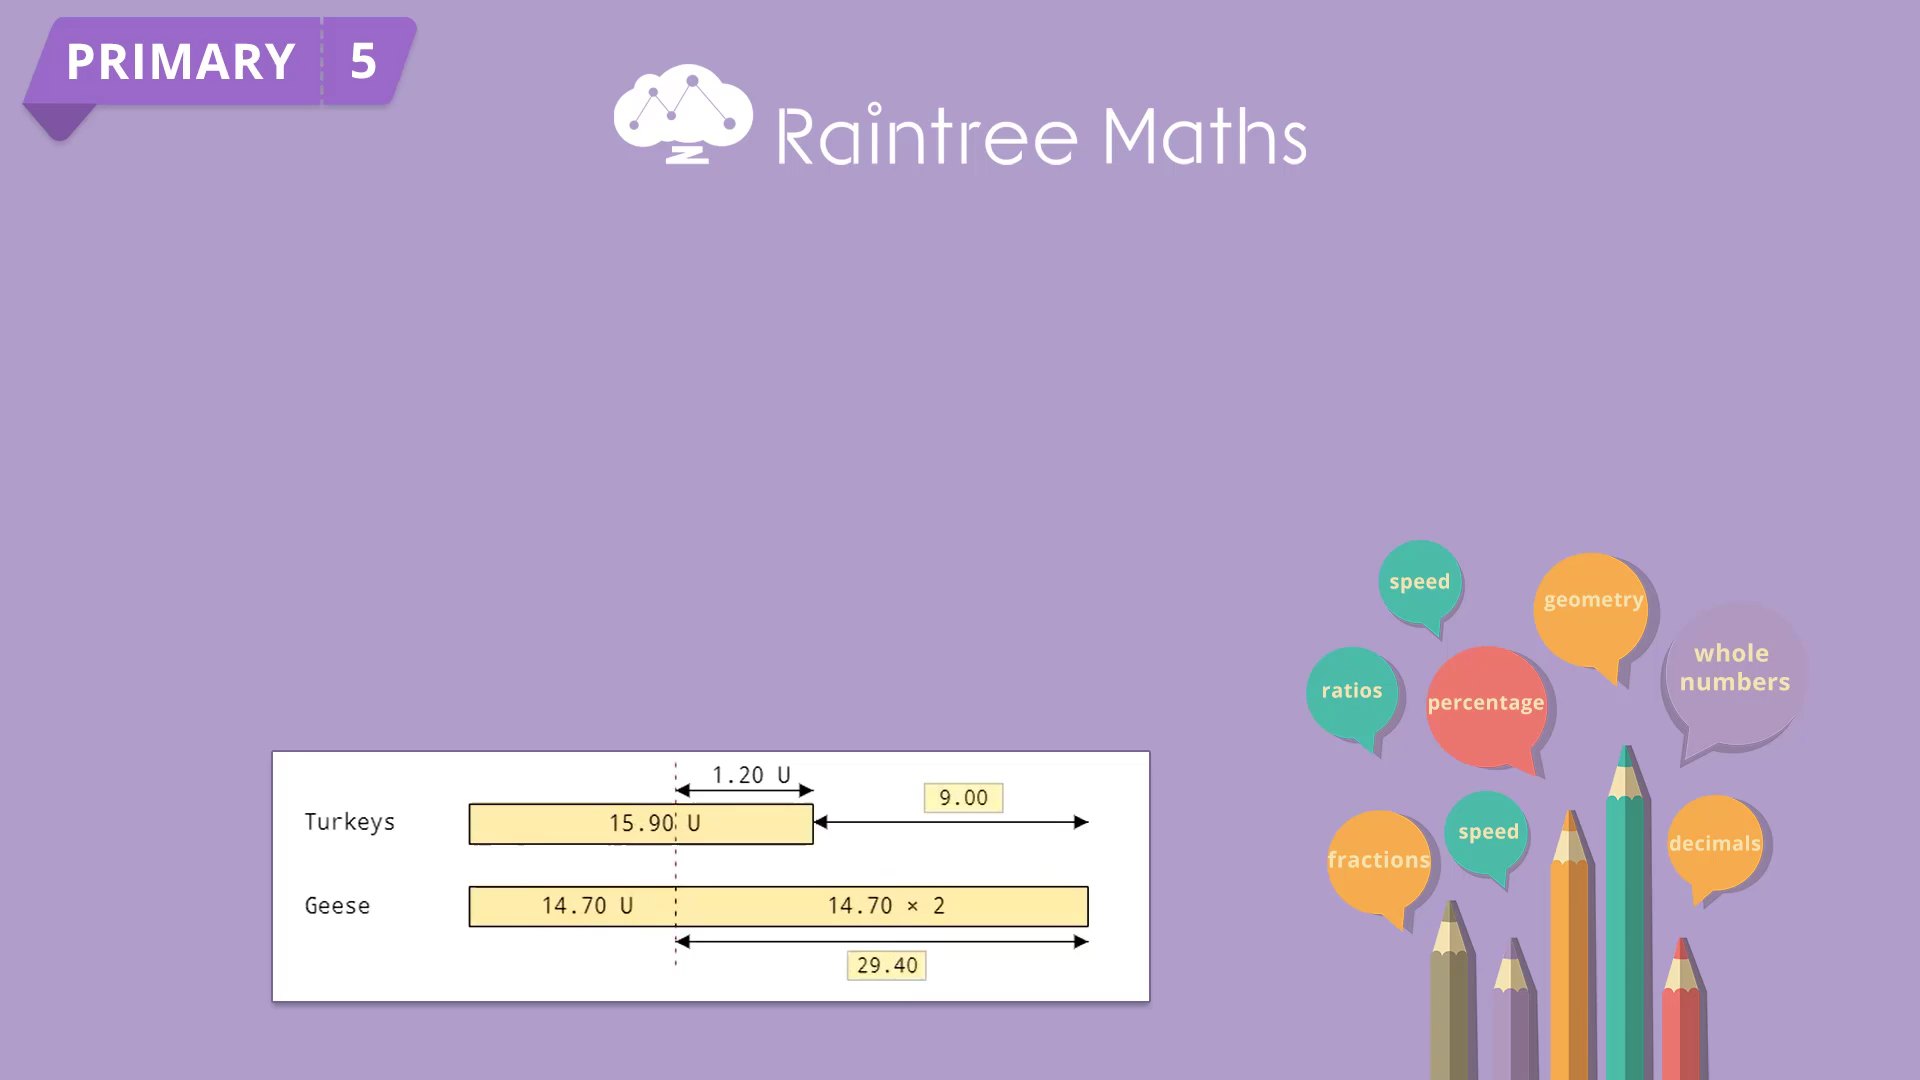 PRIMARY 5
Raintree Maths
speed
geometry
whole
numbers
ratios
percentage
1.20 U
9.00
Turkeys
15.90 U
speed
decimals
fractions
Geese
14.70 U
14.70 × 2
29.40